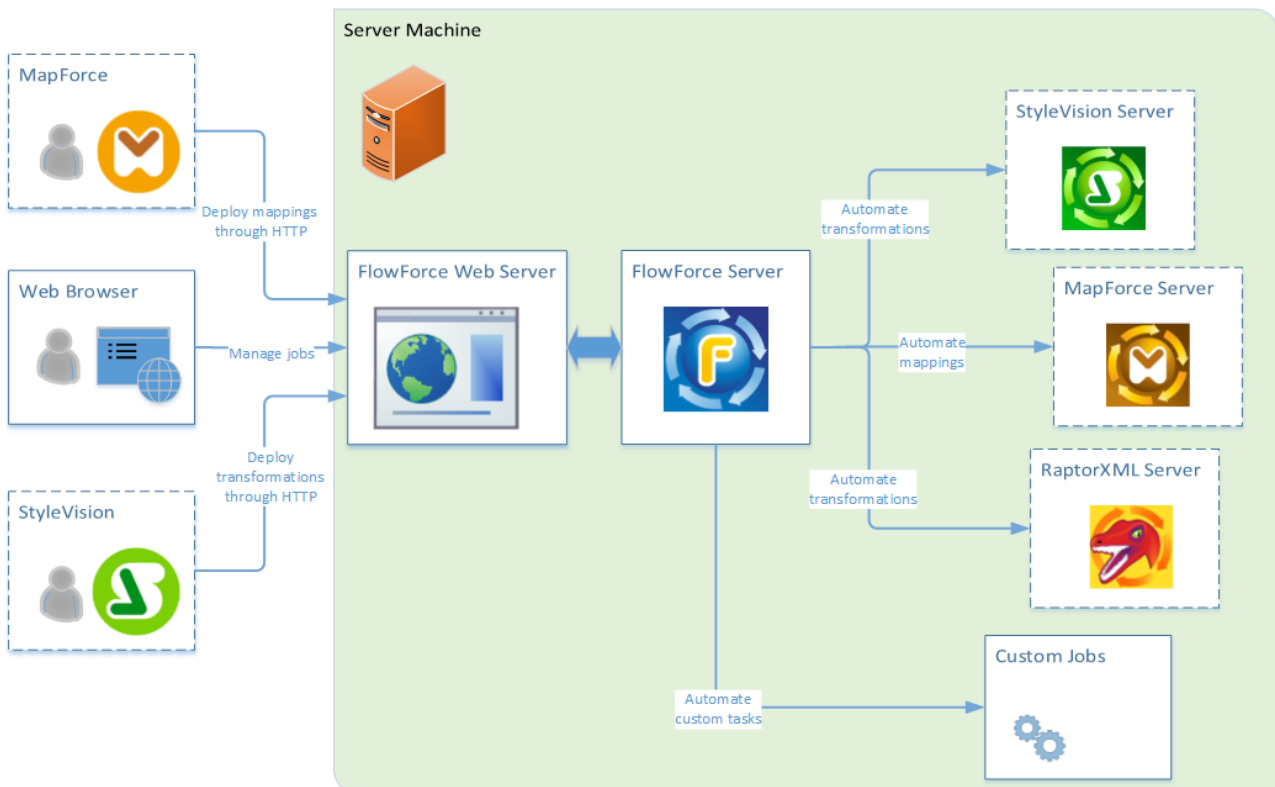 Server Machine
MapForce
Deploy mappings
through HTTP
Web Browser
Manage jobs
Deploy
transformations
through HTTP
StyleVision
FlowForce Web Server
FlowForce Server
F
Automate
transformations
StyleVision Server
Automate
mappings
MapForce Server
Automate
transformations
RaptorXML Server
Automate
custom tasks
Custom Jobs